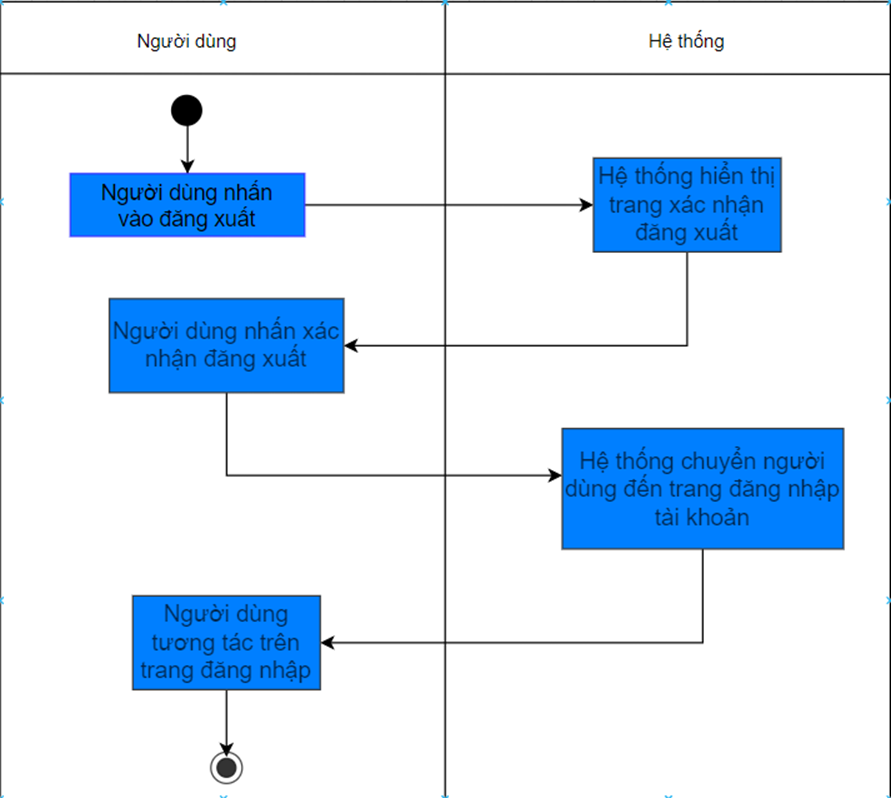 Người dùng
Hệ thống
Người dùng nhấn
vào đăng xuất
Hệ thống hiển thị
trang xác nhận
đăng xuất
Người dùng nhấn xác
nhận đăng xuất
Hệ thống chuyển người
dùng đến trang đăng nhập
tài khoản
Người dùng
tương tác trên
trang đăng nhập